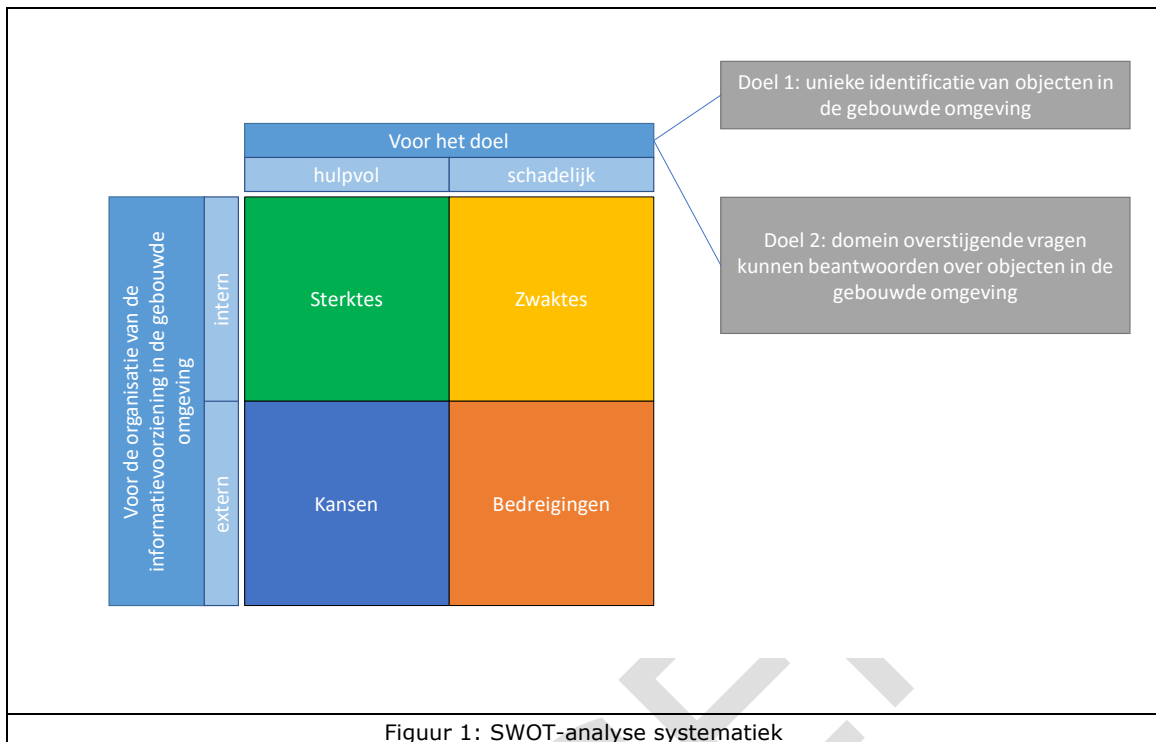 Doel 1: unieke identificatie van objecten in
de gebouwde omgeving
Voor het doel
hulpvol
schadelijk
Doel 2: domein overstijgende vragen
kunnen beantwoorden over objecten in de
gebouwde omgeving
Voor de organisatie van de
informatievoorziening in de gebouwde
omgeving
intern
Sterktes
Zwaktes
extern
Kansen
Bedreigingen
Figuur 1: SWOT-analyse systematiek